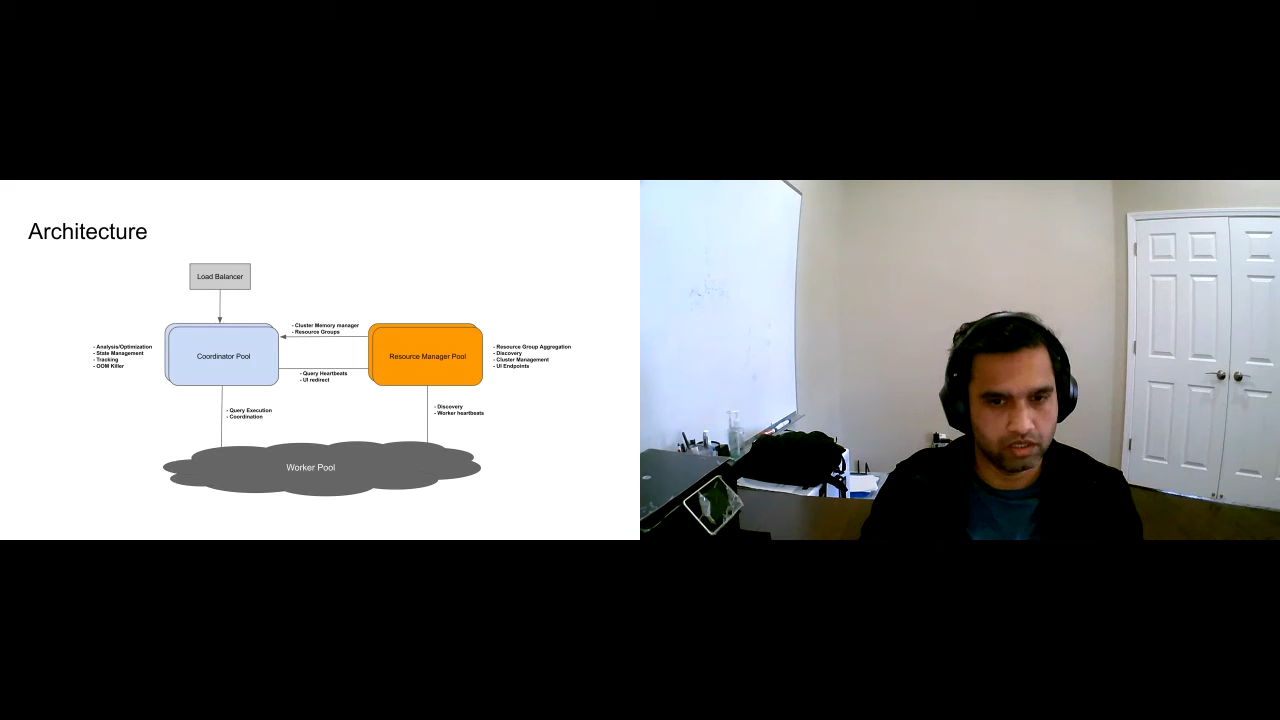 Architecture
Load Balancer
- Cluster Memory manager
- Resource Groups
- Analysis/Optimization
- State Management
- Tracking
- OOM Killer
Coordinator Pool
Resource Manager Pool
- Resource Group Aggregation
- Discovery
- Cluster Management
- UI Endpoints
- Query Heartbeats
- UI redirect
- Query Execution
- Coordination
- Discovery
- Worker heartbeats
Worker Pool